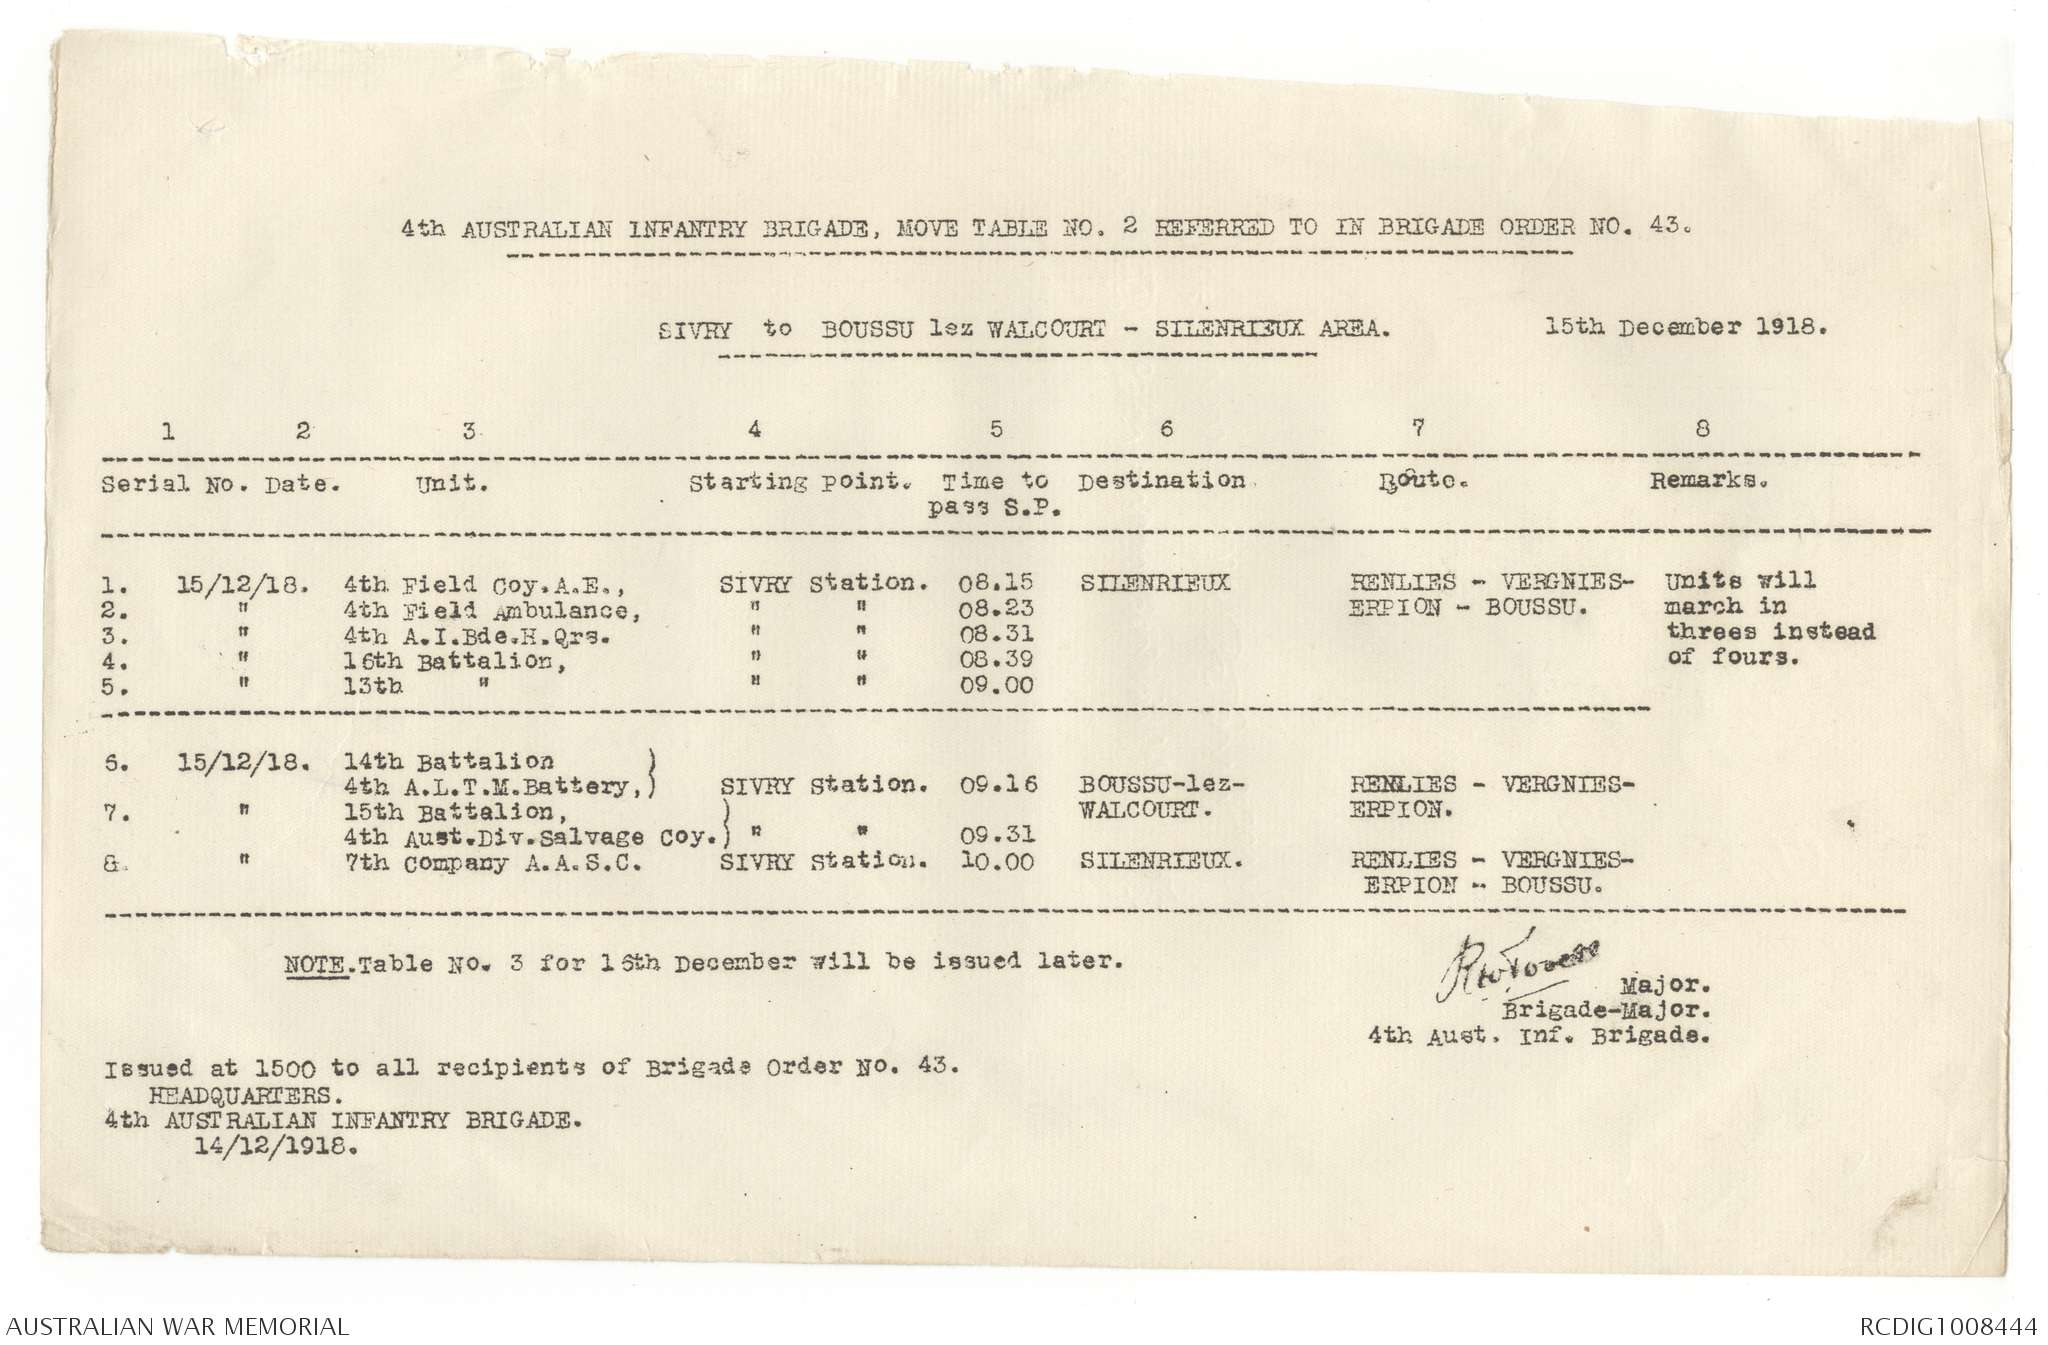 4th AUSTRALIAN INFANTRY BRIGADE, MOVE TABLE NO. 2 REFERRED TO IN BRIGADE ORDER NO. 43.
SIVRY to BOUSSU lez WALCOURT - SILENRIEUX AREA. 15th December 1918.
1 2 3 4 5 6 7 8
Serial No. Date. Unit. Starting point. Time to Destination Route. Remarks.
pass S.P.
1. 15/12/18. 4th Field Coy.A.E., SIVRY Station. 08.15 SILENRIEUX RENLIES - VERGNIES- Units will
2. " 4th Field Ambulance, " " 08.23 ERPION - BOUSSU. march in
3. " 4th A.I.Bde.H.Qrs. " " 08.31 threes instead
4. " 16th Battalion, " " 08.39 of fours.
5. " 13th " " " 09.00
6. 15/12/18. 14th Battalion )
4th A.L.T.M.Battery,) SIVRY Station. 09.16 BOUSSU-lez- RENLIES - VERGNIES-
7. " 15th Battalion, ) WALCOURT. ERPION.
4th Aust.Div.Salvage Coy.) " " 09.31
8. " 7th Company A.A.S.C. SIVRY Station. 10.00 SILENRIEUX. RENLIES - VERGNIES-
ERPION - BOUSSU.
NOTE.Table No. 3 for 16th December will be issued later.
Major.
Brigade-Major.
4th Aust. Inf. Brigade.
Issued at 1500 to all recipients of Brigade Order No. 43.
HEADQUARTERS.
4th AUSTRALIAN INFANTRY BRIGADE.
14/12/1918.
AUSTRALIAN WAR MEMORIAL RCDIG1008444